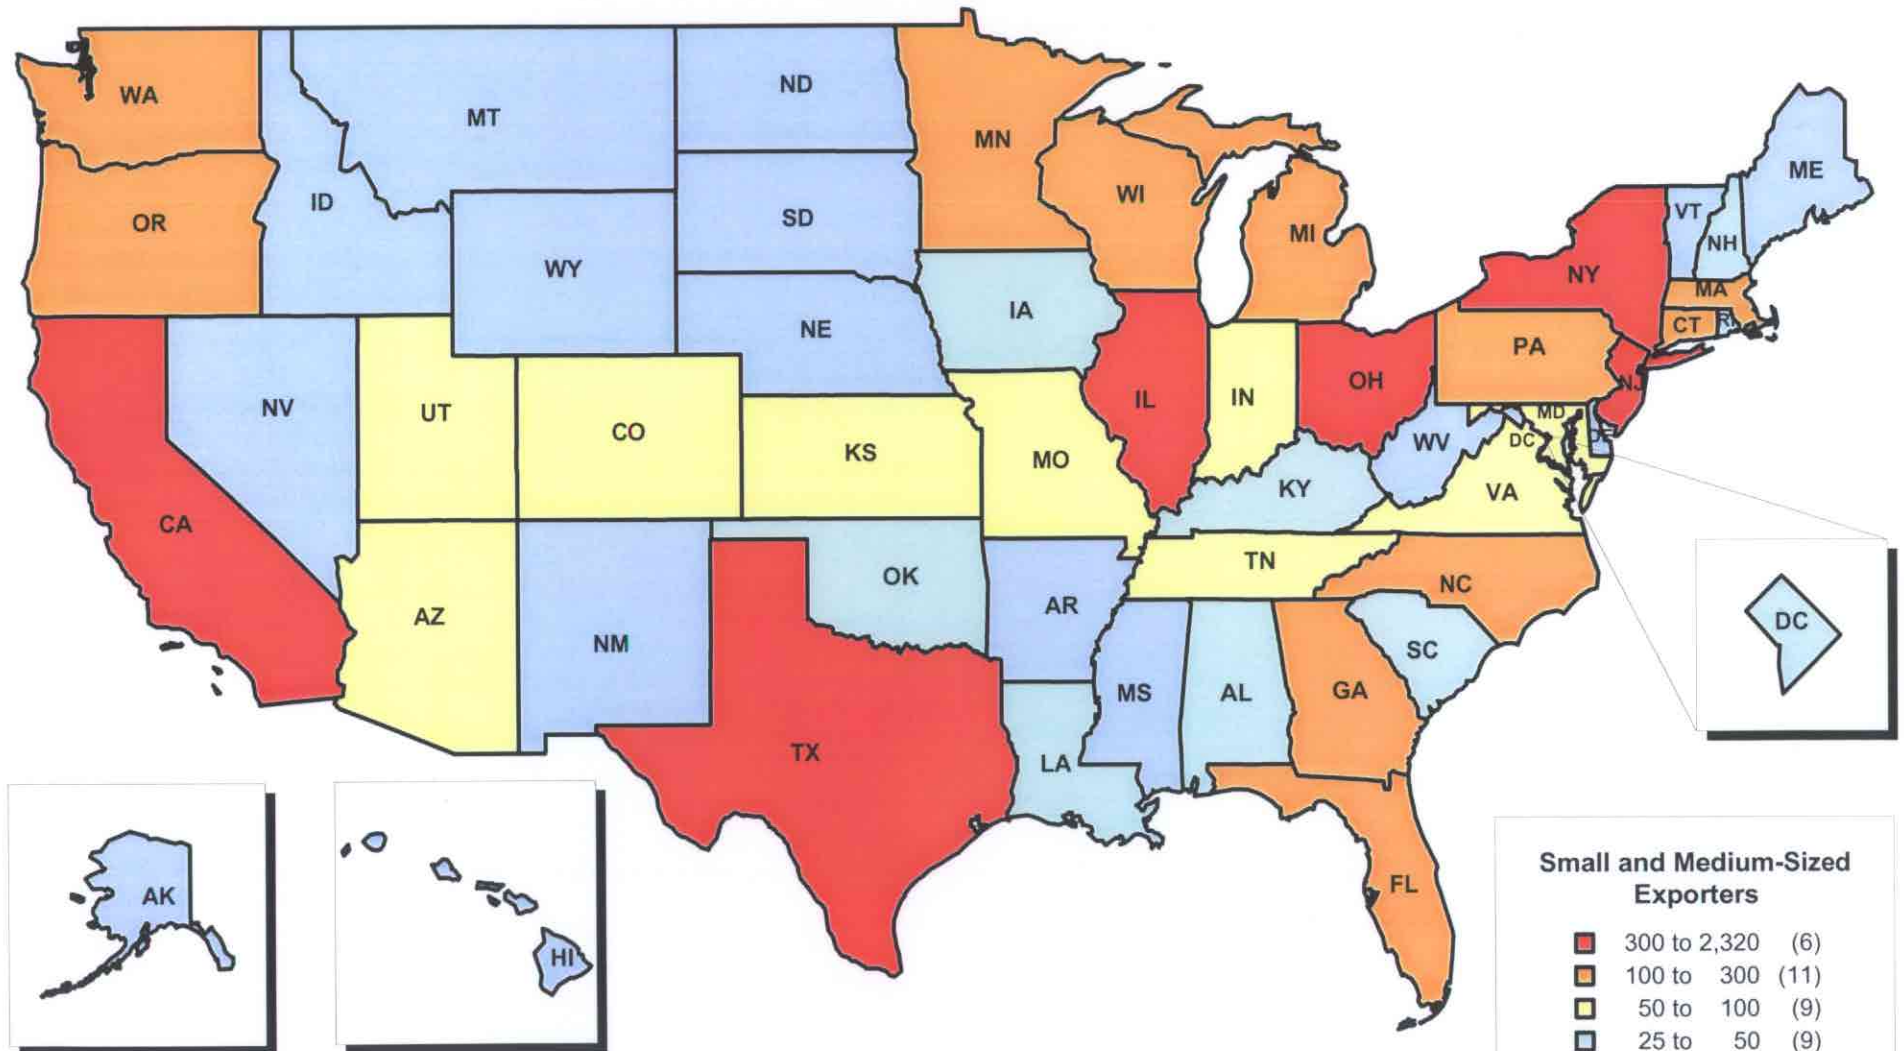 WA
MT
ND
MN
ME
ID
OR
SD
WI
MI
VT
NH
WY
NY
MA
IA
NE
CT
RI
PA
NV
UT
CO
KS
MO
IL
IN
OH
NJ
MD
DE
DC
WV
VA
KY
CA
AZ
NM
OK
AR
TN
NC
DC
SC
MS
AL
GA
TX
LA
FL
AK
HI
Small and Medium-Sized
Exporters
300 to 2,320 (6)
100 to 300 (11)
50 to 100 (9)
25 to 50 (9)